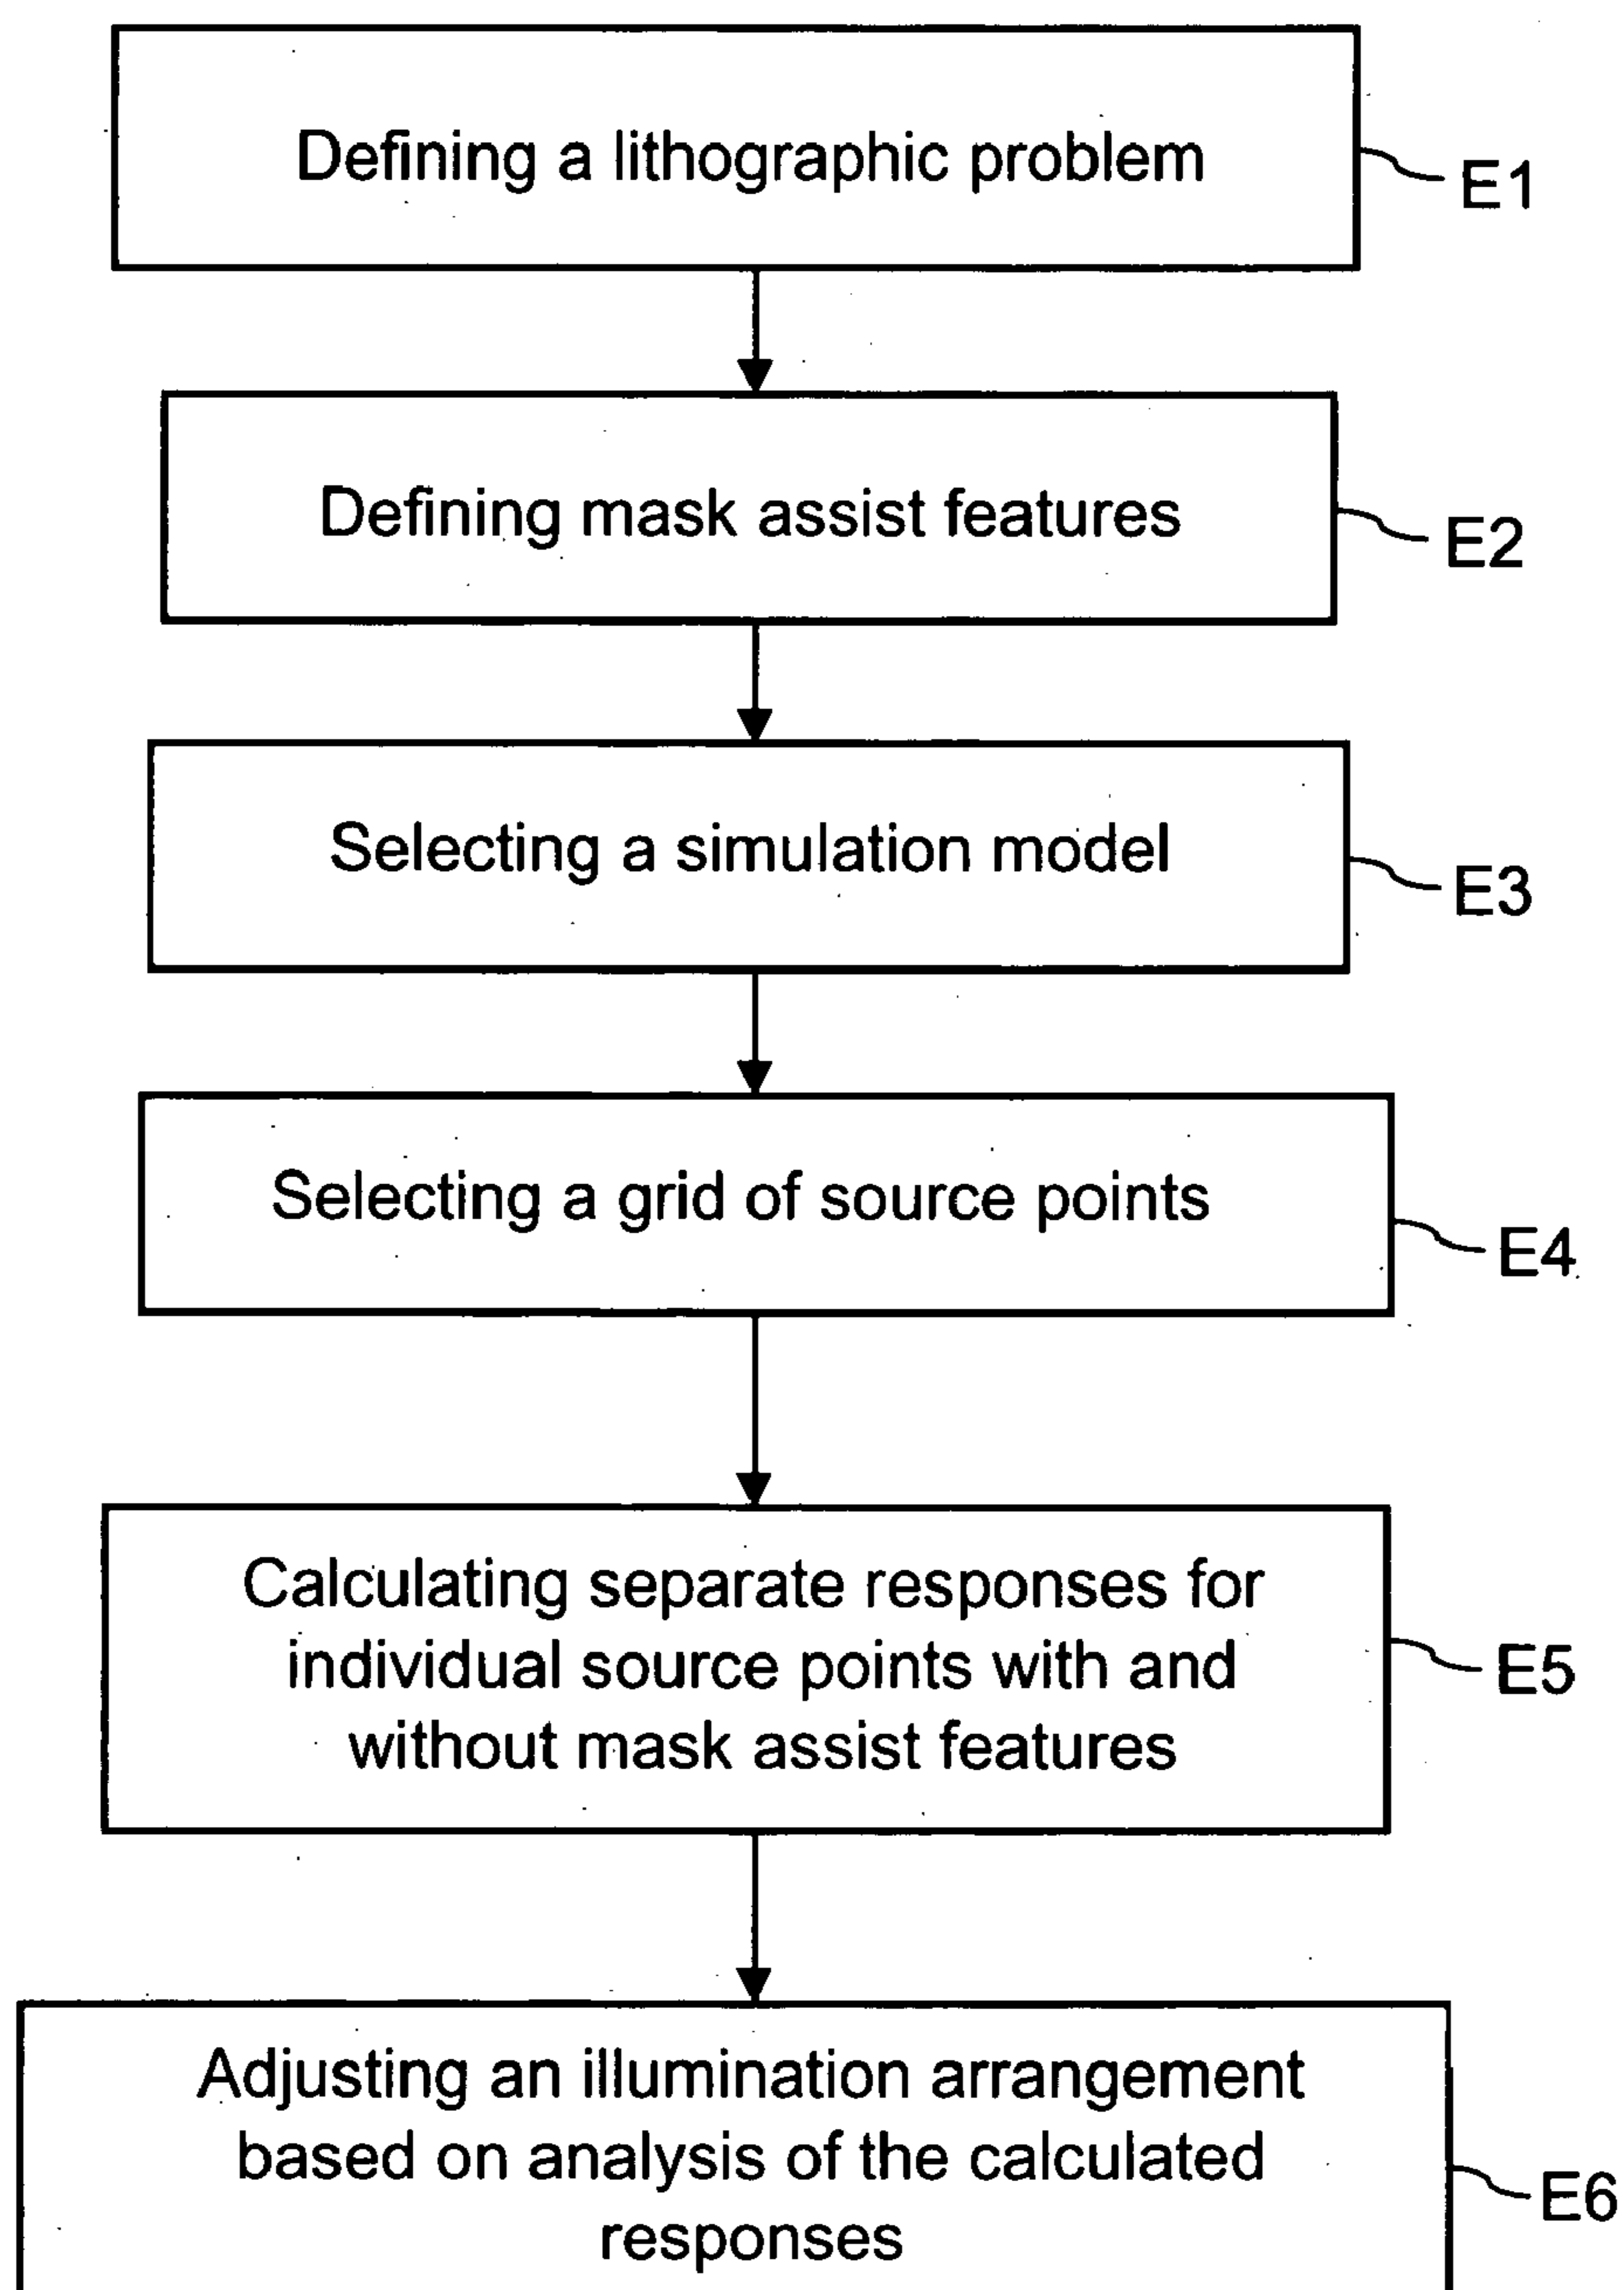 Defining a lithographic problem
E1
Defining mask assist features
E2
Selecting a simulation model
E3
Selecting a grid of source points
E4
Calculating separate responses for
individual source points with and
without mask assist features
E5
Adjusting an illumination arrangement
based on analysis of the calculated
responses
E6